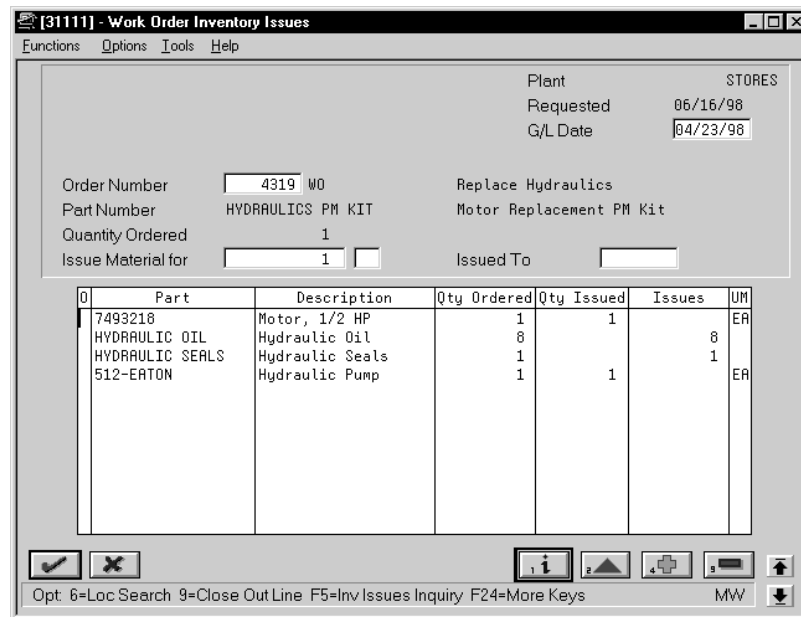 [31111] - Work Order Inventory Issues
Functions Options Tools Help
Plant STORES
Requested 06/16/98
G/L Date 04/23/98
Order Number 4319 WO Replace Hydraulics
Part Number HYDRAULICS PM KIT Motor Replacement PM Kit
Quantity Ordered 1
Issue Material for 1 Issued To
O Part Description Qty Ordered Qty Issued Issues UM
7493218 Motor, 1/2 HP 1 1 EA
HYDRAULIC OIL Hydraulic Oil 8 8
HYDRAULIC SEALS Hydraulic Seals 1 1
512-EATON Hydraulic Pump 1 1 EA
1 i 2 4 9
Opt: 6=Loc Search 9=Close Out Line F5=Inv Issues Inquiry F24=More Keys MW